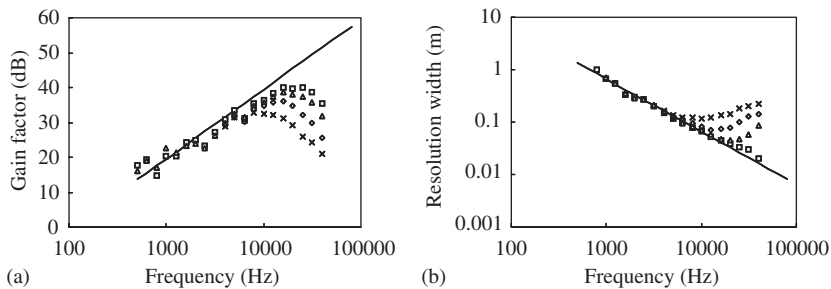 60
50
40
30
20
10
0
Gain factor (dB)
100 1000 10000 100000
Frequency (Hz)
(a)
10
1
0.1
0.01
0.001
Resolution width (m)
100 1000 10000 100000
Frequency (Hz)
(b)